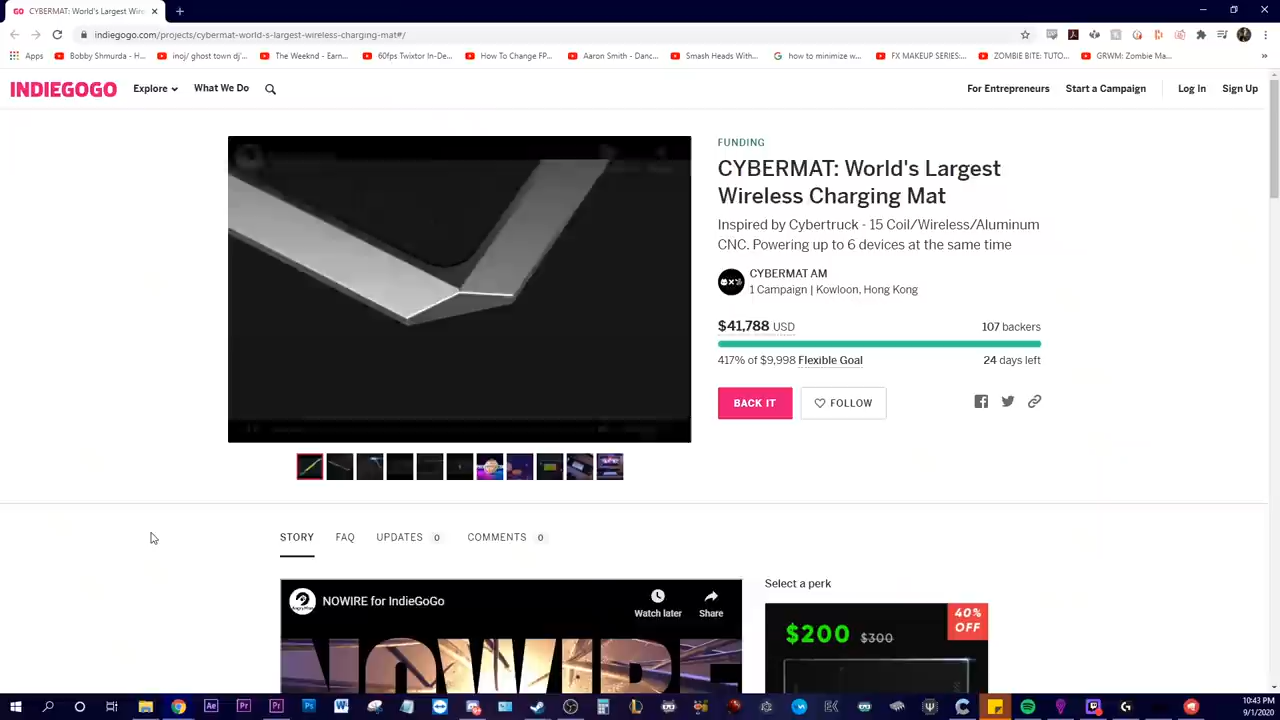 GO CYBERMAT: World's Largest Wire
indiegogo.com/projects/cybermat-world-s-largest-wireless-charging-mat#/
Apps Bobby Shmurda - H... inoj/ ghost town dj'... The Weeknd - Earn... 60fps Twixtor In-De... How To Change FP... Aaron Smith - Danc... Smash Heads With... how to minimize w... FX MAKEUP SERIES:... ZOMBIE BITE: TUTO... GRWM: Zombie Ma... »
INDIEGOGO Explore What We Do For Entrepreneurs Start a Campaign Log In Sign Up
FUNDING
CYBERMAT: World's Largest
Wireless Charging Mat
Inspired by Cybertruck - 15 Coil/Wireless/Aluminum
CNC. Powering up to 6 devices at the same time
CYBERMAT AM
1 Campaign | Kowloon, Hong Kong
$41,788 USD 107 backers
417% of $9,998 Flexible Goal 24 days left
BACK IT FOLLOW
STORY FAQ UPDATES 0 COMMENTS 0
Select a perk
NOWIRE for IndieGoGo Watch later Share
NOWIRE
40%
OFF
$200 $300
10:43 PM
9/1/2020